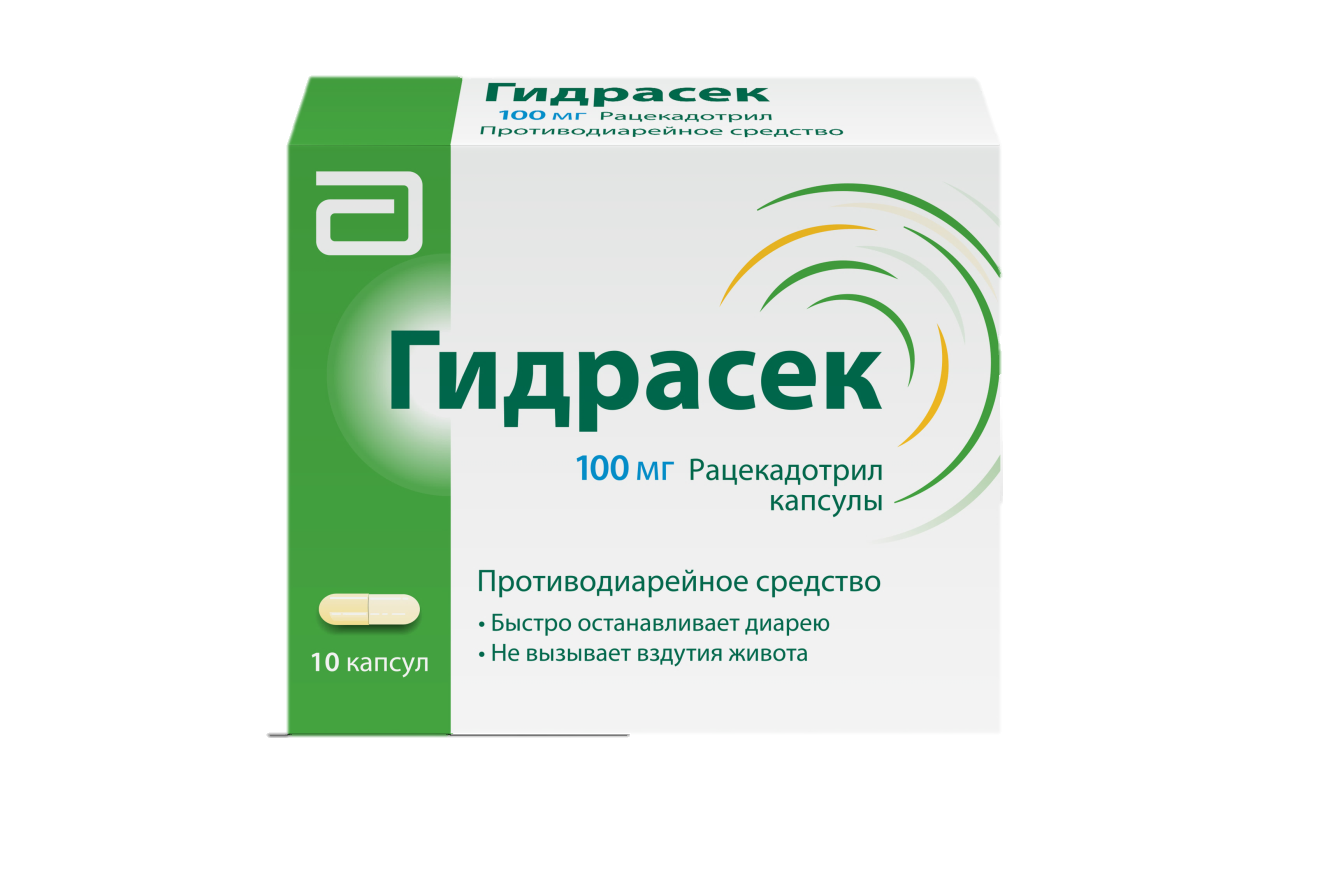 Гидрасек
100 мг Рацекадотрил
Противодиарейное средство
Гидрасек
100 мг Рацекадотрил
капсулы
Противодиарейное средство
• Быстро останавливает диарею
• Не вызывает вздутия живота
10 капсул